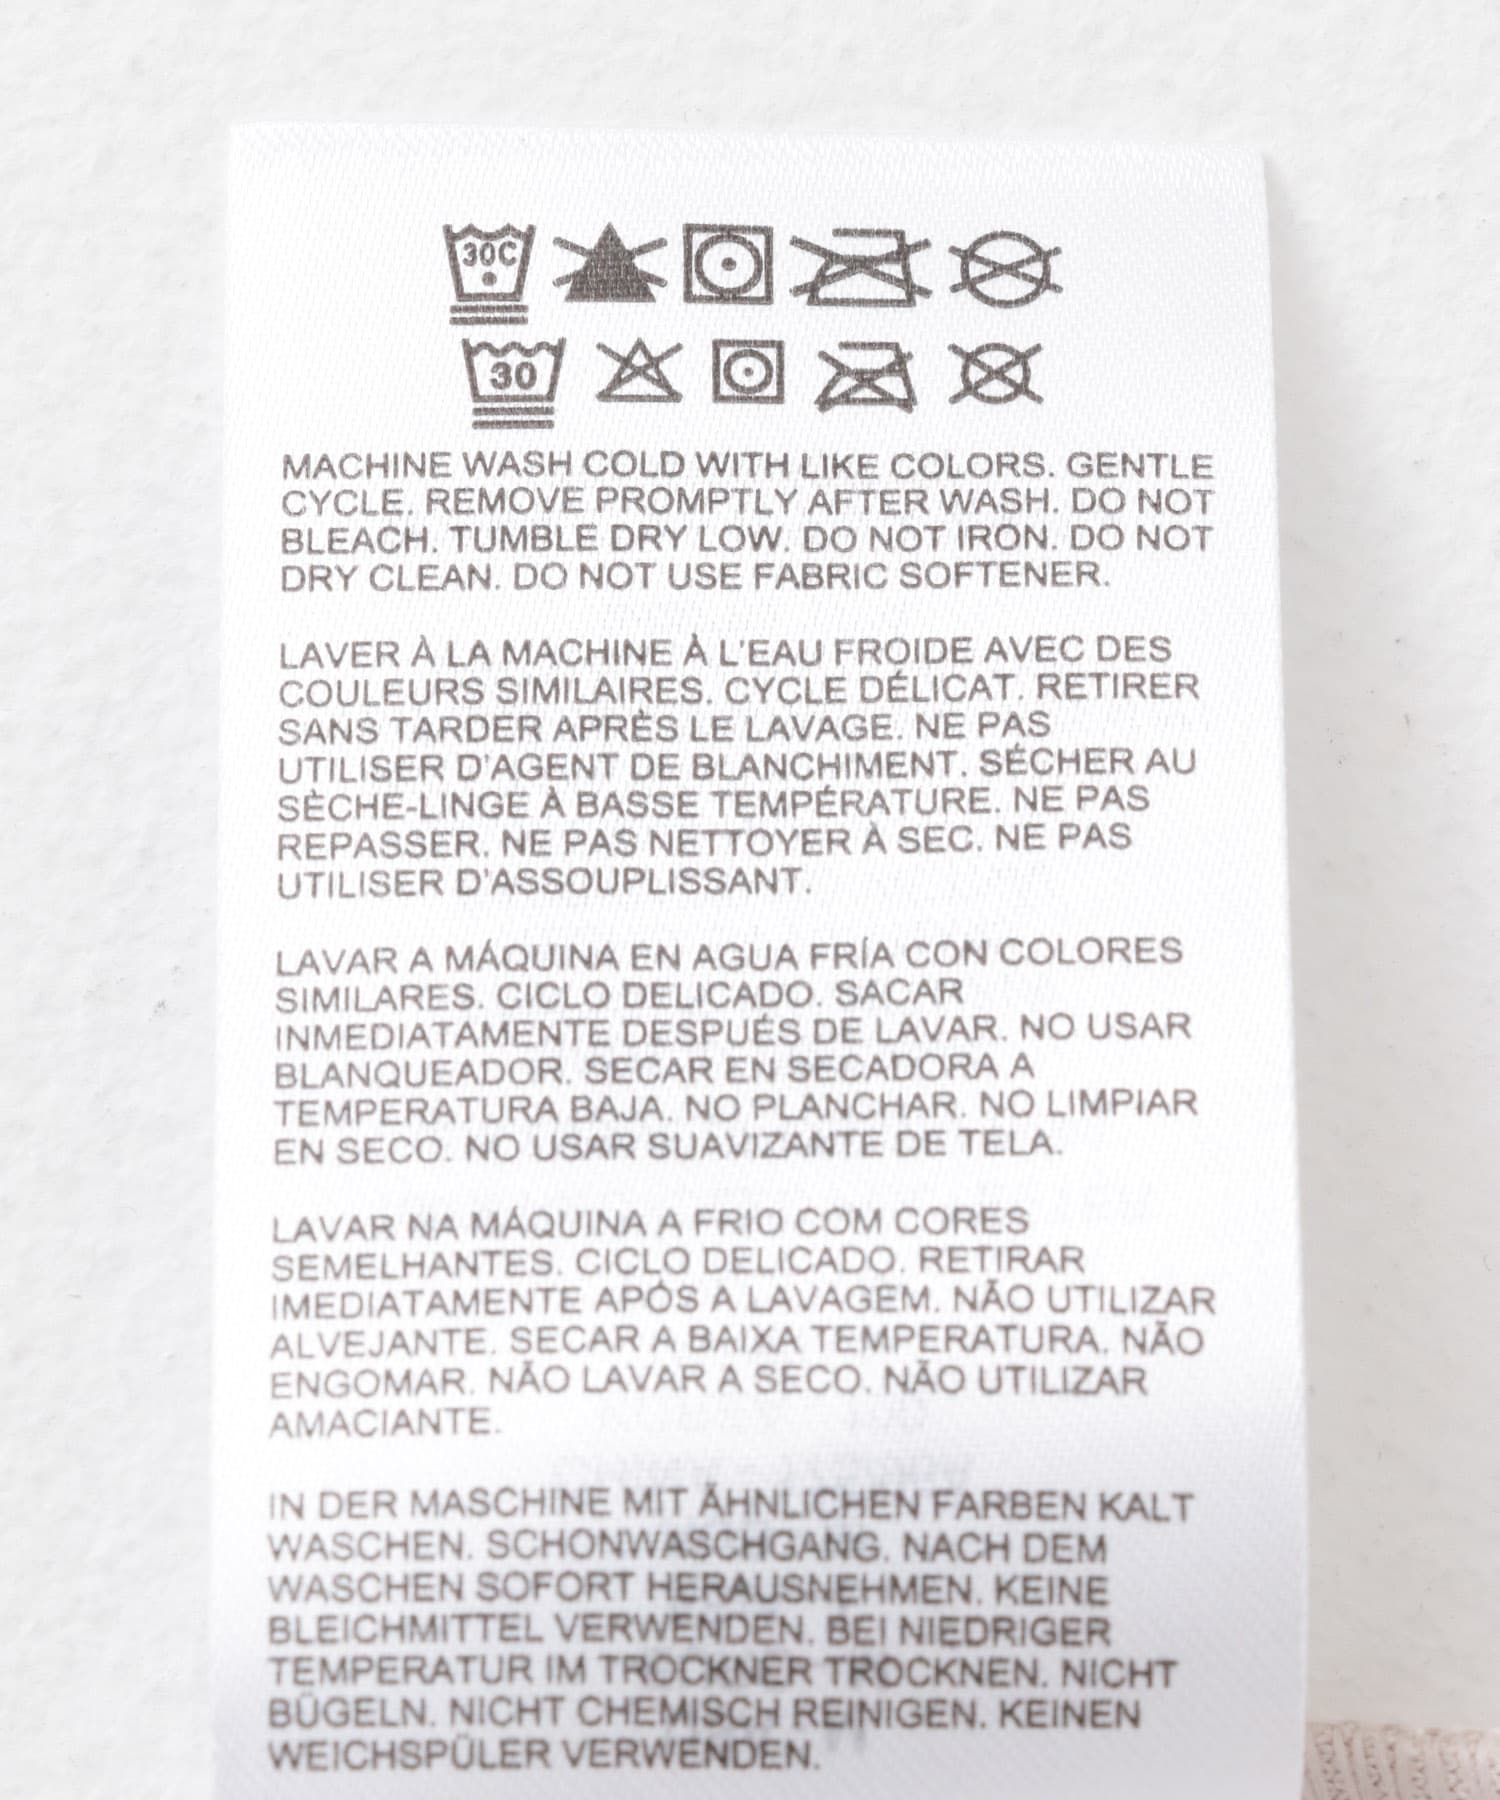 30C
30
MACHINE WASH COLD WITH LIKE COLORS. GENTLE
CYCLE. REMOVE PROMPTLY AFTER WASH. DO NOT
BLEACH. TUMBLE DRY LOW. DO NOT IRON. DO NOT
DRY CLEAN. DO NOT USE FABRIC SOFTENER.
LAVER À LA MACHINE À L'EAU FROIDE AVEC DES
COULEURS SIMILAIRES. CYCLE DÉLICAT. RETIRER
SANS TARDER APRÈS LE LAVAGE. NE PAS
UTILISER D'AGENT DE BLANCHIMENT. SÉCHER AU
SÈCHE-LINGE À BASSE TEMPÉRATURE. NE PAS
REPASSER. NE PAS NETTOYER À SEC. NE PAS
UTILISER D'ASSOUPLISSANT.
LAVAR A MÁQUINA EN AGUA FRÍA CON COLORES
SIMILARES. CICLO DELICADO. SACAR
INMEDIATAMENTE DESPUÉS DE LAVAR. NO USAR
BLANQUEADOR. SECAR EN SECADORA A
TEMPERATURA BAJA. NO PLANCHAR. NO LIMPIAR
EN SECO. NO USAR SUAVIZANTE DE TELA.
LAVAR NA MÁQUINA A FRIO COM CORES
SEMELHANTES. CICLO DELICADO. RETIRAR
IMEDIATAMENTE APÓS A LAVAGEM. NÃO UTILIZAR
ALVEJANTE. SECAR A BAIXA TEMPERATURA. NÃO
ENGOMAR. NÃO LAVAR A SECO. NÃO UTILIZAR
AMACIANTE.
IN DER MASCHINE MIT ÄHNLICHEN FARBEN KALT
WASCHEN. SCHONWASCHGANG. NACH DEM
WASCHEN SOFORT HERAUSNEHMEN. KEINE
BLEICHMITTEL VERWENDEN. BEI NIEDRIGER
TEMPERATUR IM TROCKNER TROCKNEN. NICHT
BÜGELN. NICHT CHEMISCH REINIGEN. KEINEN
WEICHSPÜLER VERWENDEN.